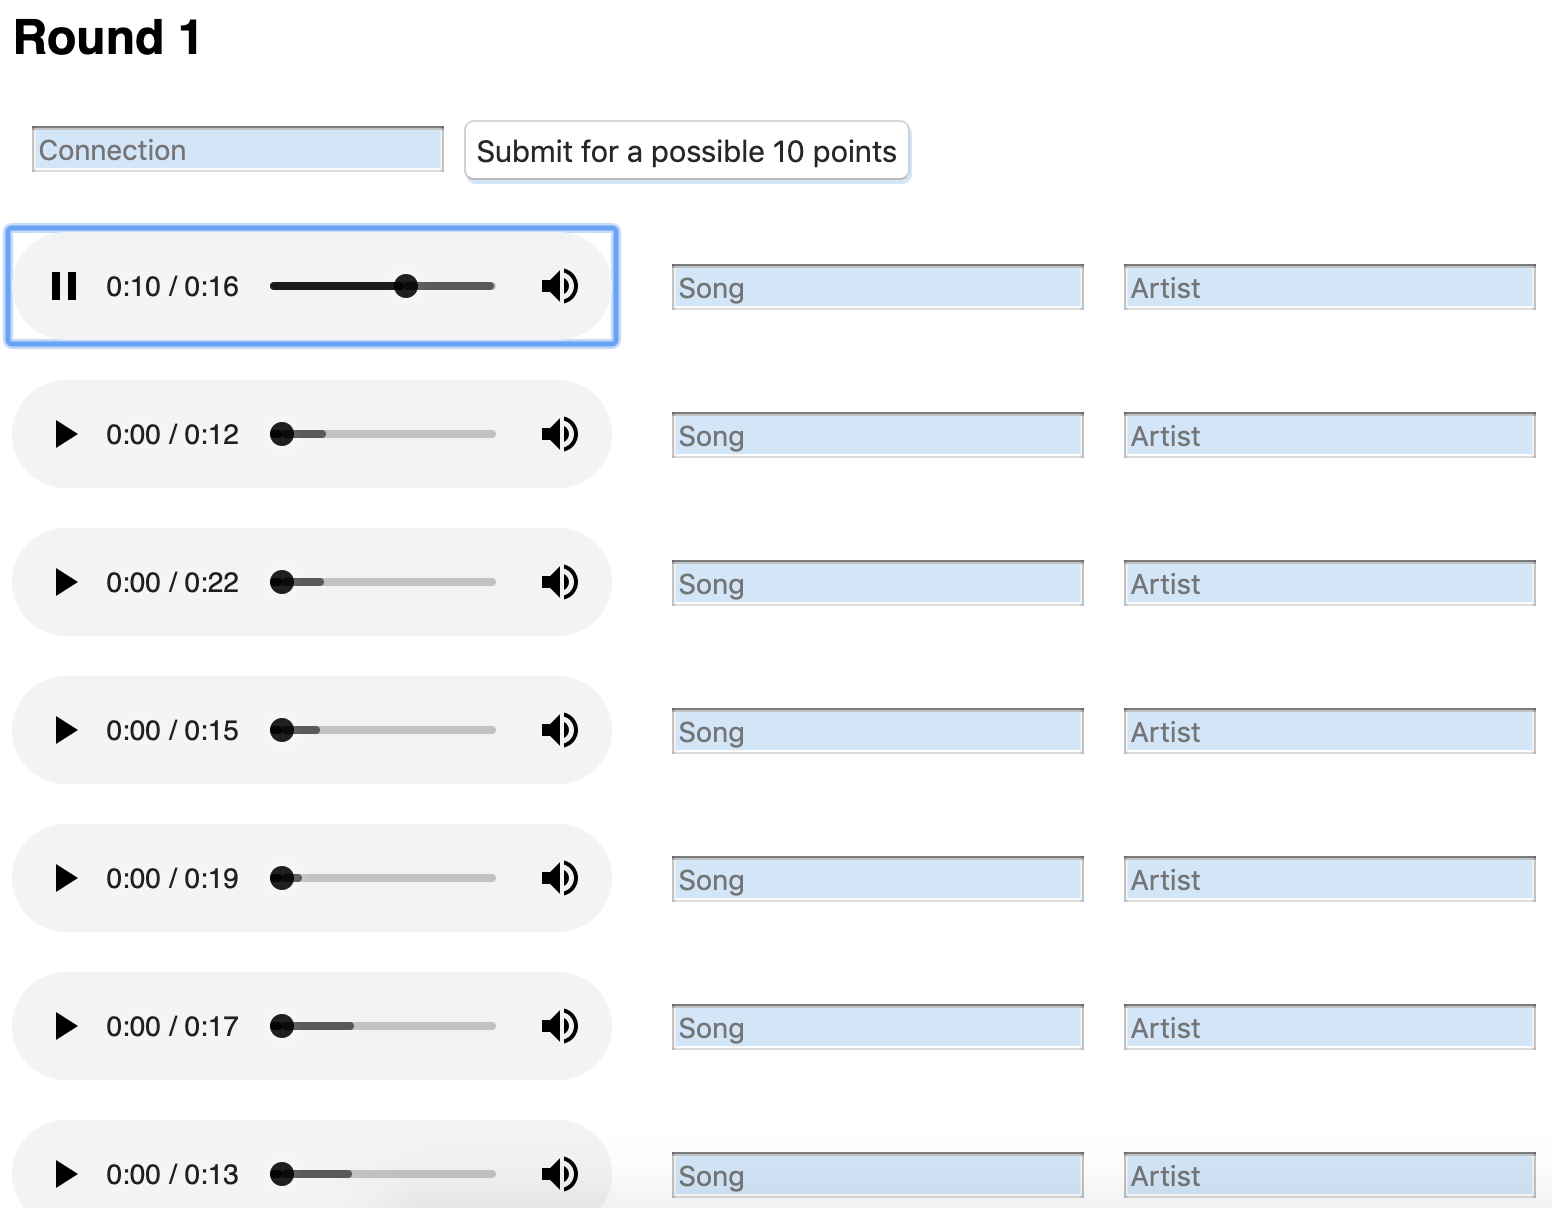 Round 1
Connection
Submit for a possible 10 points
0:10 / 0:16 Song Artist
0:00 / 0:12 Song Artist
0:00 / 0:22 Song Artist
0:00 / 0:15 Song Artist
0:00 / 0:19 Song Artist
0:00 / 0:17 Song Artist
0:00 / 0:13 Song Artist